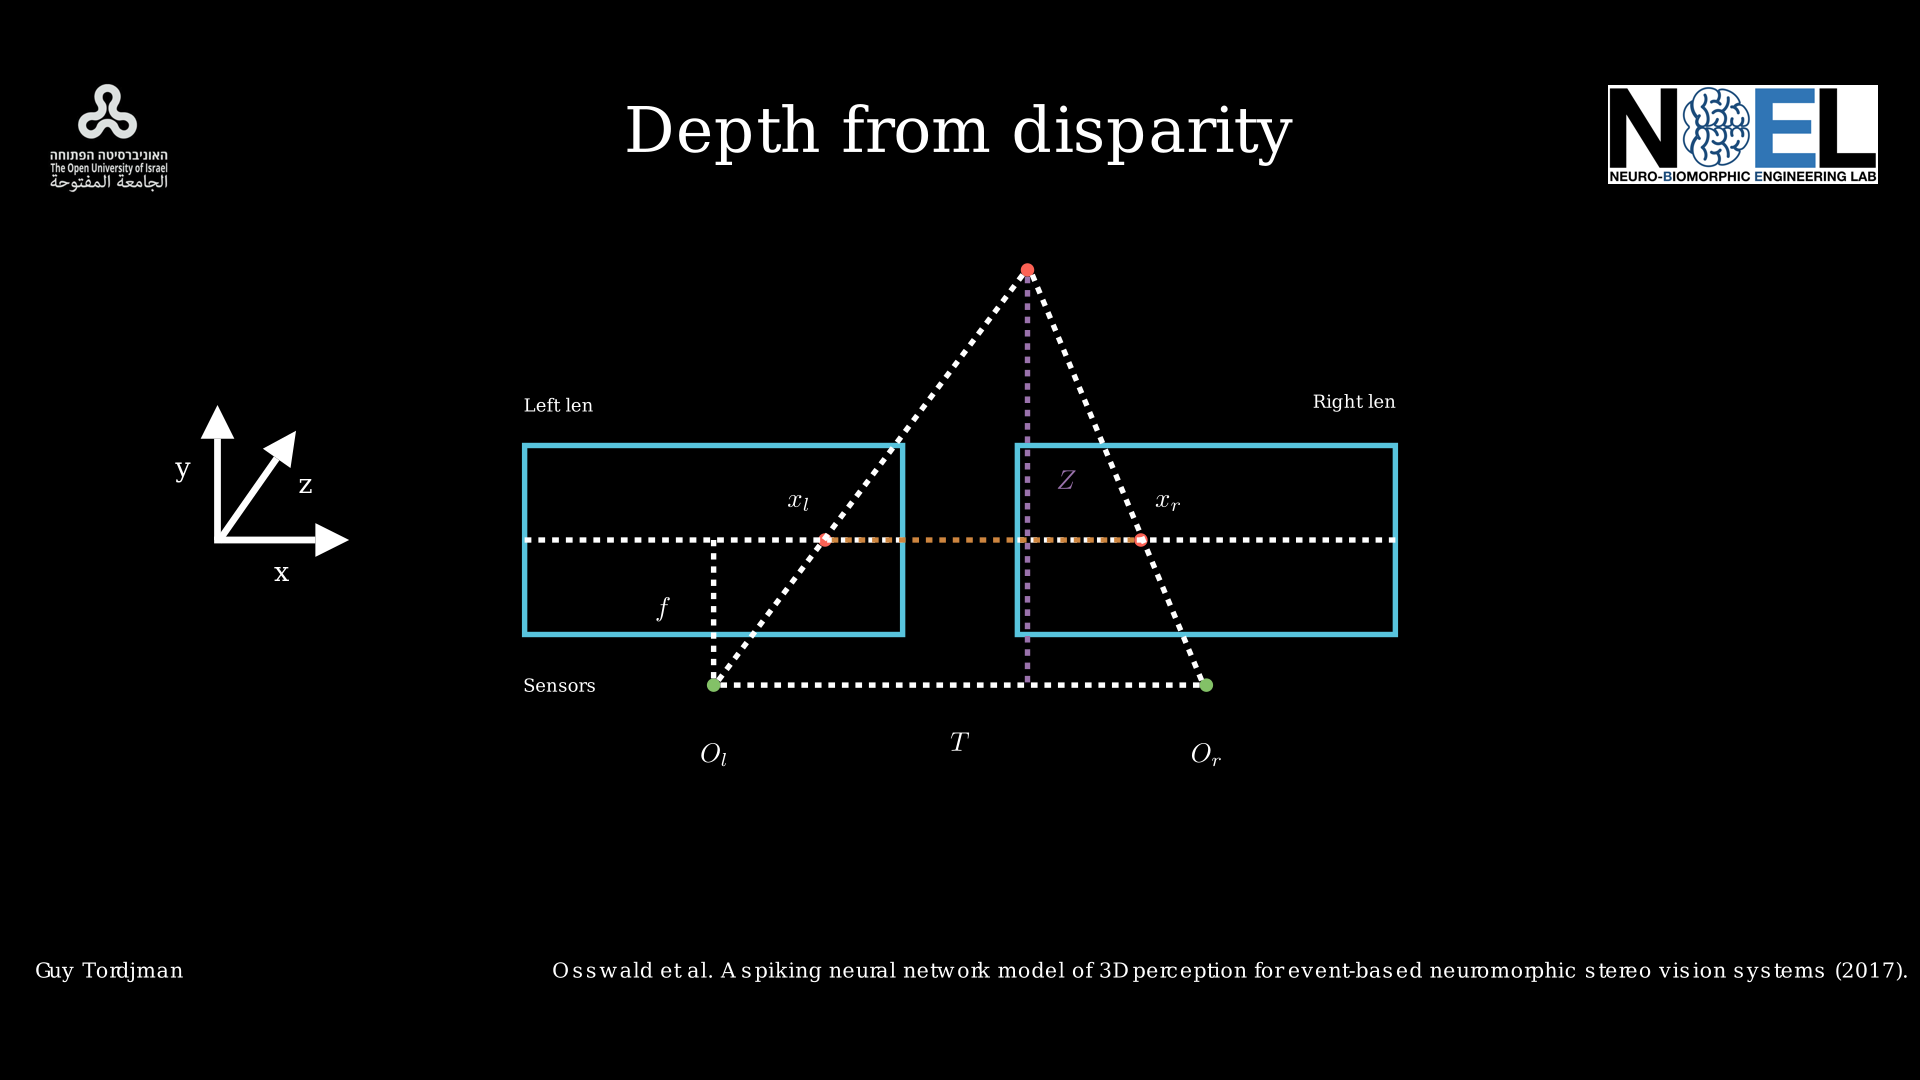 האוניברסיטה הפתוחה
The Open University of Israel
الجامعة المفتوحة
Depth from disparity
NOEL
NEURO-BIOMORPHIC ENGINEERING LAB
Left len
Right len
y
z
x
Z
x_l
x_r
f
Sensors
T
O_l
O_r
Guy Tordjman
Osswald et al. A spiking neural network model of 3D perception for event-based neuromorphic stereo vision systems (2017).